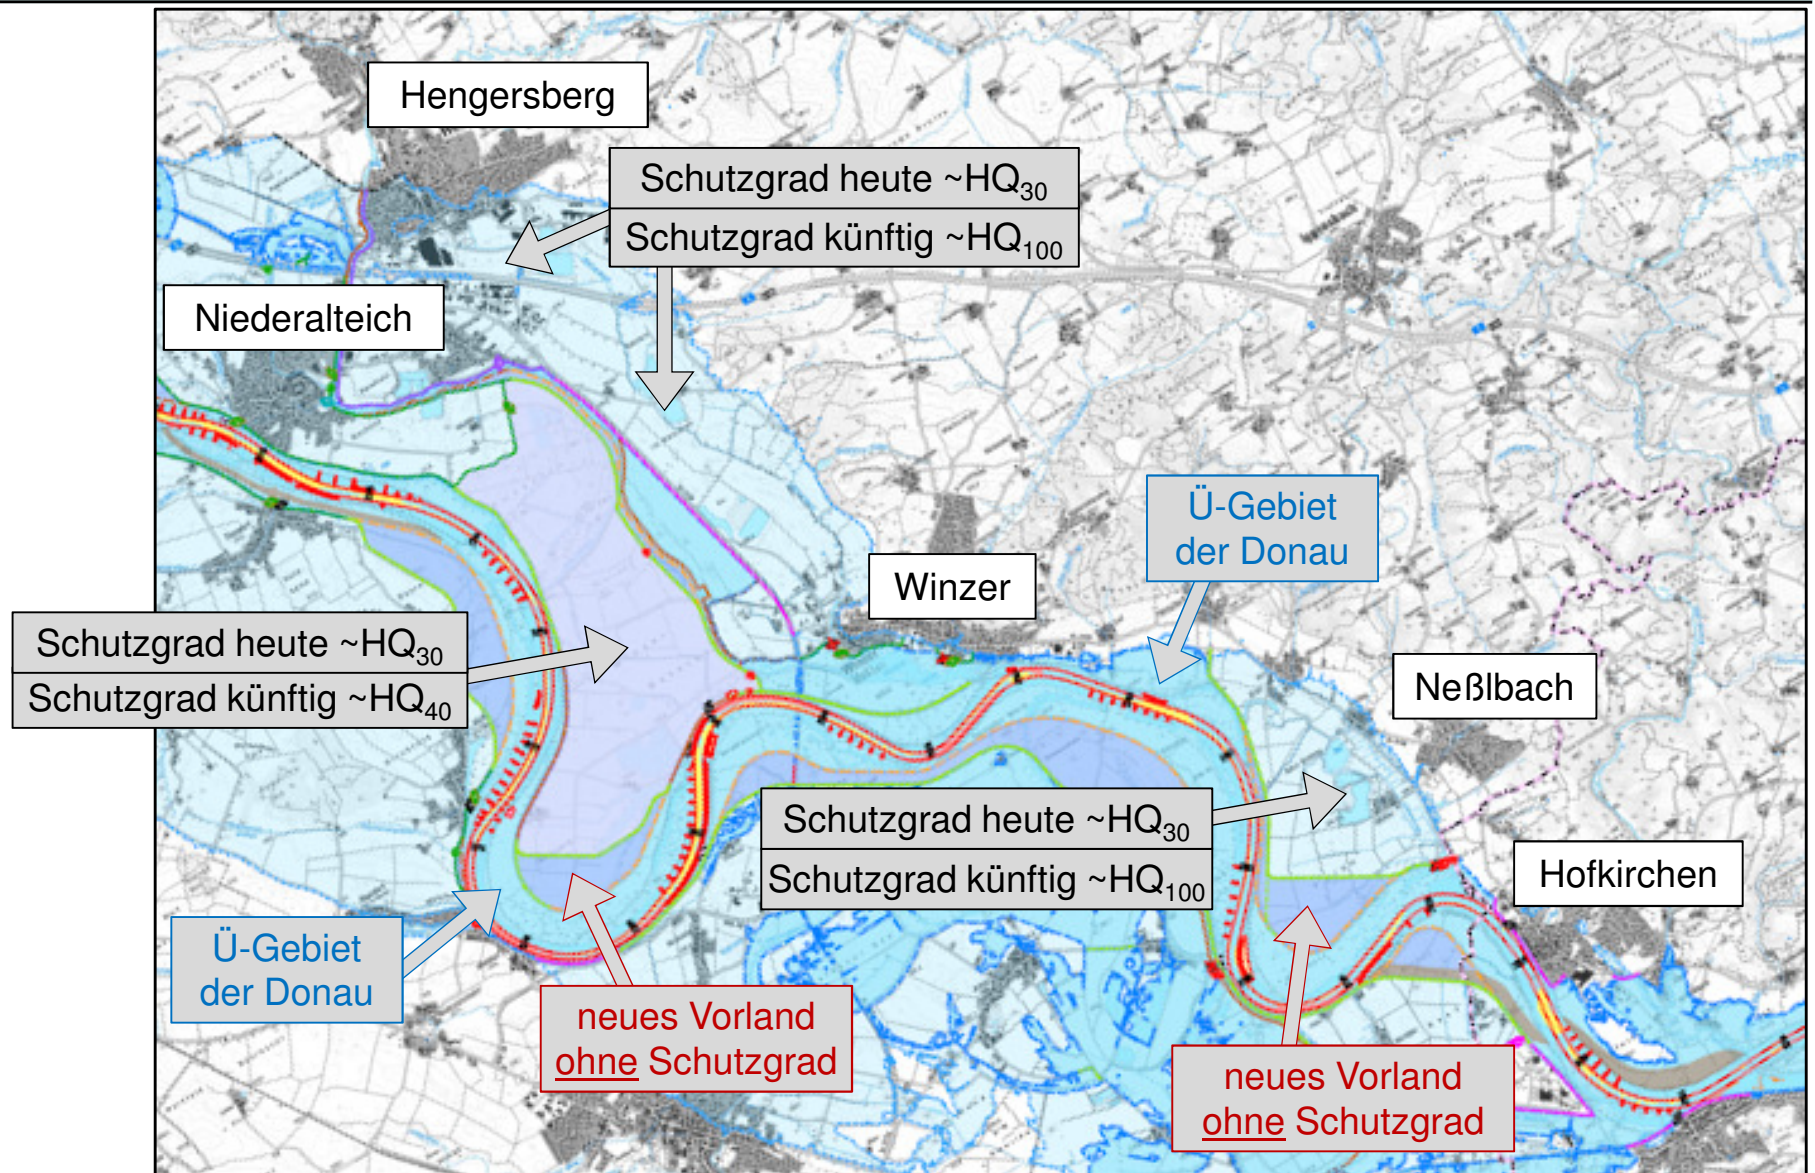 Hengersberg
Schutzgrad heute ~HQ30
Schutzgrad künftig ~HQ100
Niederalteich
Ü-Gebiet
der Donau
Winzer
Schutzgrad heute ~HQ30
Schutzgrad künftig ~HQ40
Neßlbach
Schutzgrad heute ~HQ30
Schutzgrad künftig ~HQ100
Hofkirchen
Ü-Gebiet
der Donau
neues Vorland
ohne Schutzgrad
neues Vorland
ohne Schutzgrad